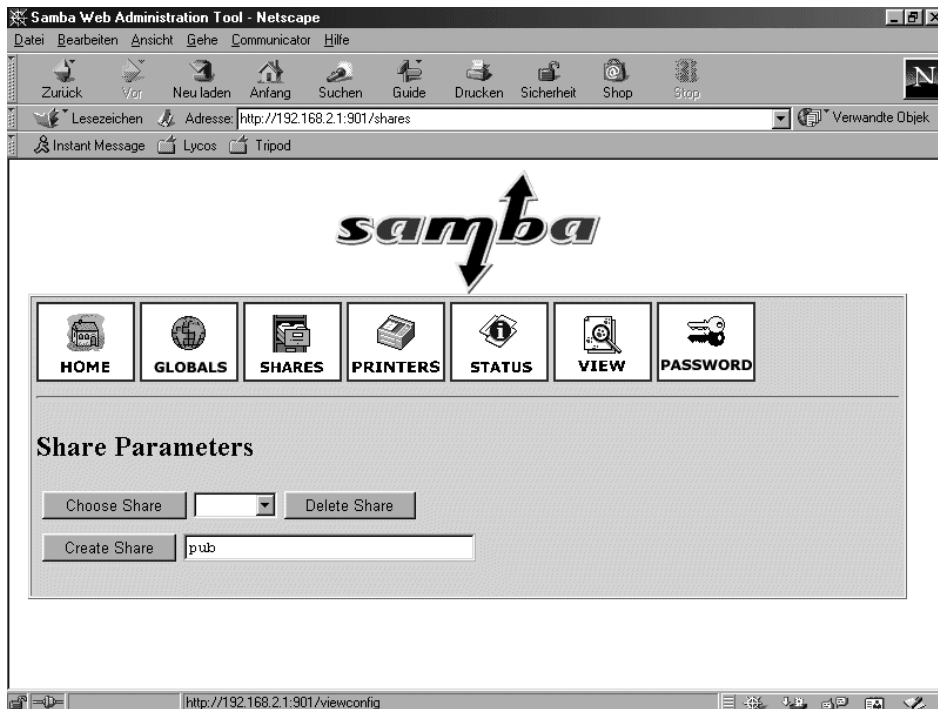 Samba Web Administration Tool - Netscape
Datei Bearbeiten Ansicht Gehe Communicator Hilfe
Zurück Vor Neu laden Anfang Suchen Guide Drucken Sicherheit Shop Stop
N
Lesezeichen Adresse: http://192.168.2.1:901/shares Verwandte Objek
Instant Message Lycos Tripod
samba
HOME GLOBALS SHARES PRINTERS STATUS VIEW PASSWORD
Share Parameters
Choose Share Delete Share
Create Share pub
http://192.168.2.1:901/viewconfig